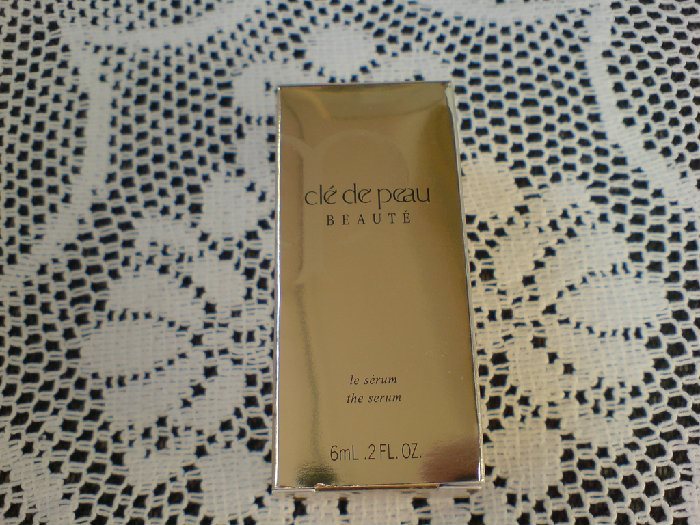 clé de peau
BEAUTÉ
le sérum
the serum
6mL .2 FL. OZ.